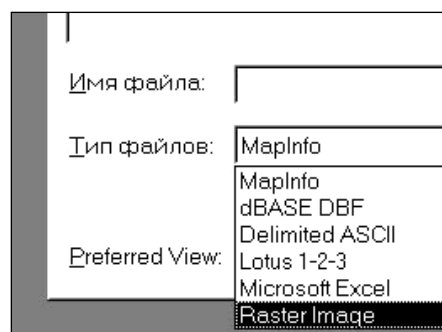 Имя файла:
Тип файлов: MapInfo
MapInfo
dBASE DBF
Delimited ASCII
Preferred View: Lotus 1-2-3
Microsoft Excel
Raster Image